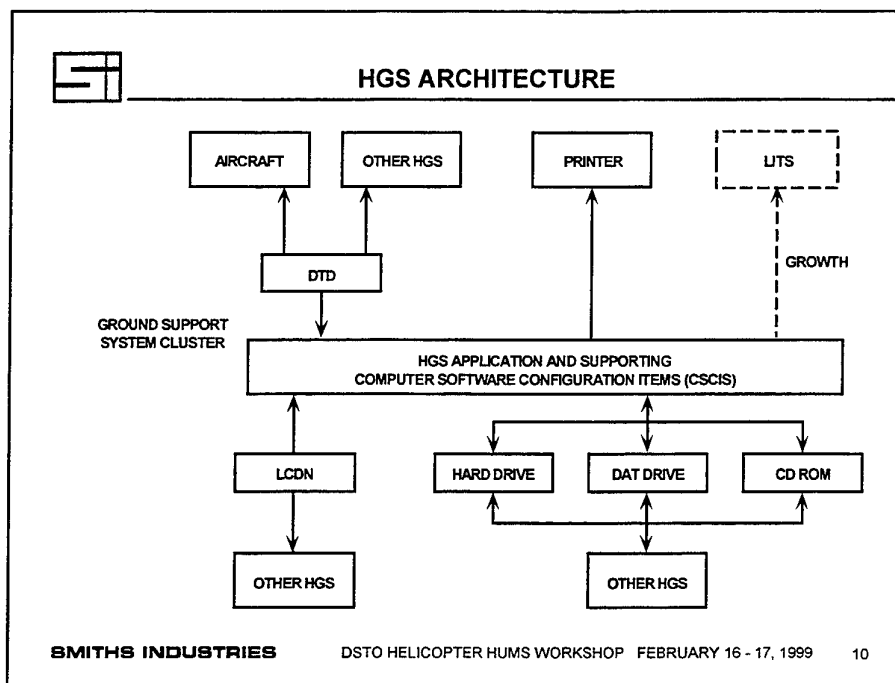 HGS ARCHITECTURE
AIRCRAFT
OTHER HGS
PRINTER
LITS
DTD
GROWTH
GROUND SUPPORT
SYSTEM CLUSTER
HGS APPLICATION AND SUPPORTING
COMPUTER SOFTWARE CONFIGURATION ITEMS (CSCIS)
LCDN
HARD DRIVE
DAT DRIVE
CD ROM
OTHER HGS
OTHER HGS
SMITHS INDUSTRIES
DSTO HELICOPTER HUMS WORKSHOP FEBRUARY 16 - 17, 1999
10